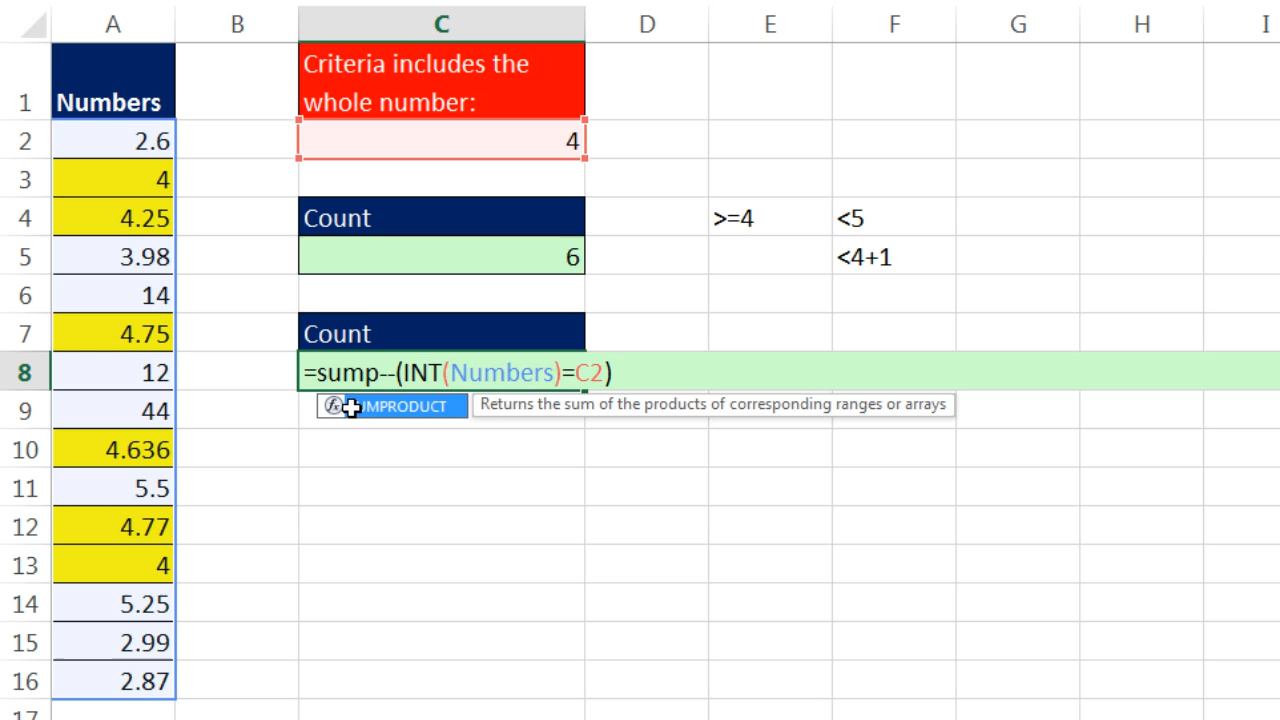 A B C D E F G H I
1 Numbers Criteria includes the
whole number:
2 2.6 4
3 4
4 4.25 Count >=4 <5
5 3.98 6 <4+1
6 14
7 4.75 Count
8 12 =sump--(INT(Numbers)=C2)
9 44 UMPRODUCT Returns the sum of the products of corresponding ranges or arrays
10 4.636
11 5.5
12 4.77
13 4
14 5.25
15 2.99
16 2.87
17